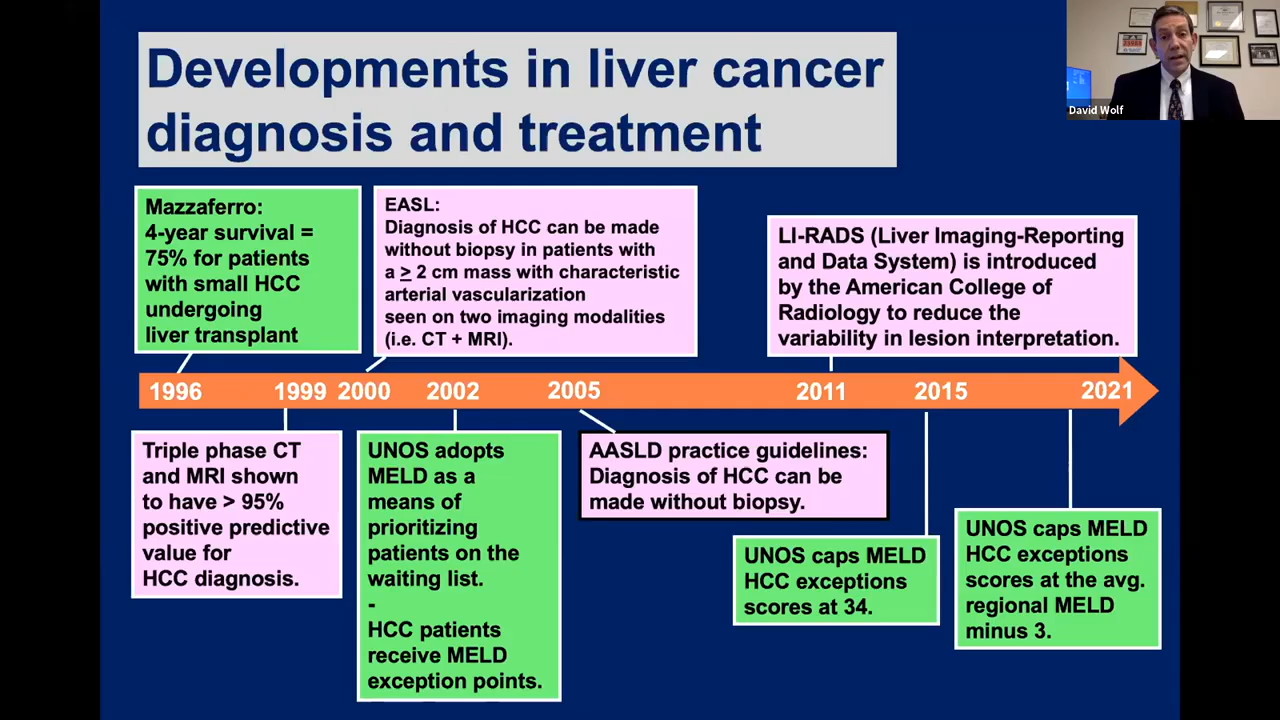 Developments in liver cancer
diagnosis and treatment
David Wolf
Mazzaferro:
4-year survival =
75% for patients
with small HCC
undergoing
liver transplant
EASL:
Diagnosis of HCC can be made
without biopsy in patients with
a ≥ 2 cm mass with characteristic
arterial vascularization
seen on two imaging modalities
(i.e. CT + MRI).
LI-RADS (Liver Imaging-Reporting
and Data System) is introduced
by the American College of
Radiology to reduce the
variability in lesion interpretation.
1996 1999 2000 2002 2005 2011 2015 2021
Triple phase CT
and MRI shown
to have > 95%
positive predictive
value for
HCC diagnosis.
UNOS adopts
MELD as a
means of
prioritizing
patients on the
waiting list.
-
HCC patients
receive MELD
exception points.
AASLD practice guidelines:
Diagnosis of HCC can be
made without biopsy.
UNOS caps MELD
HCC exceptions
scores at 34.
UNOS caps MELD
HCC exceptions
scores at the avg.
regional MELD
minus 3.